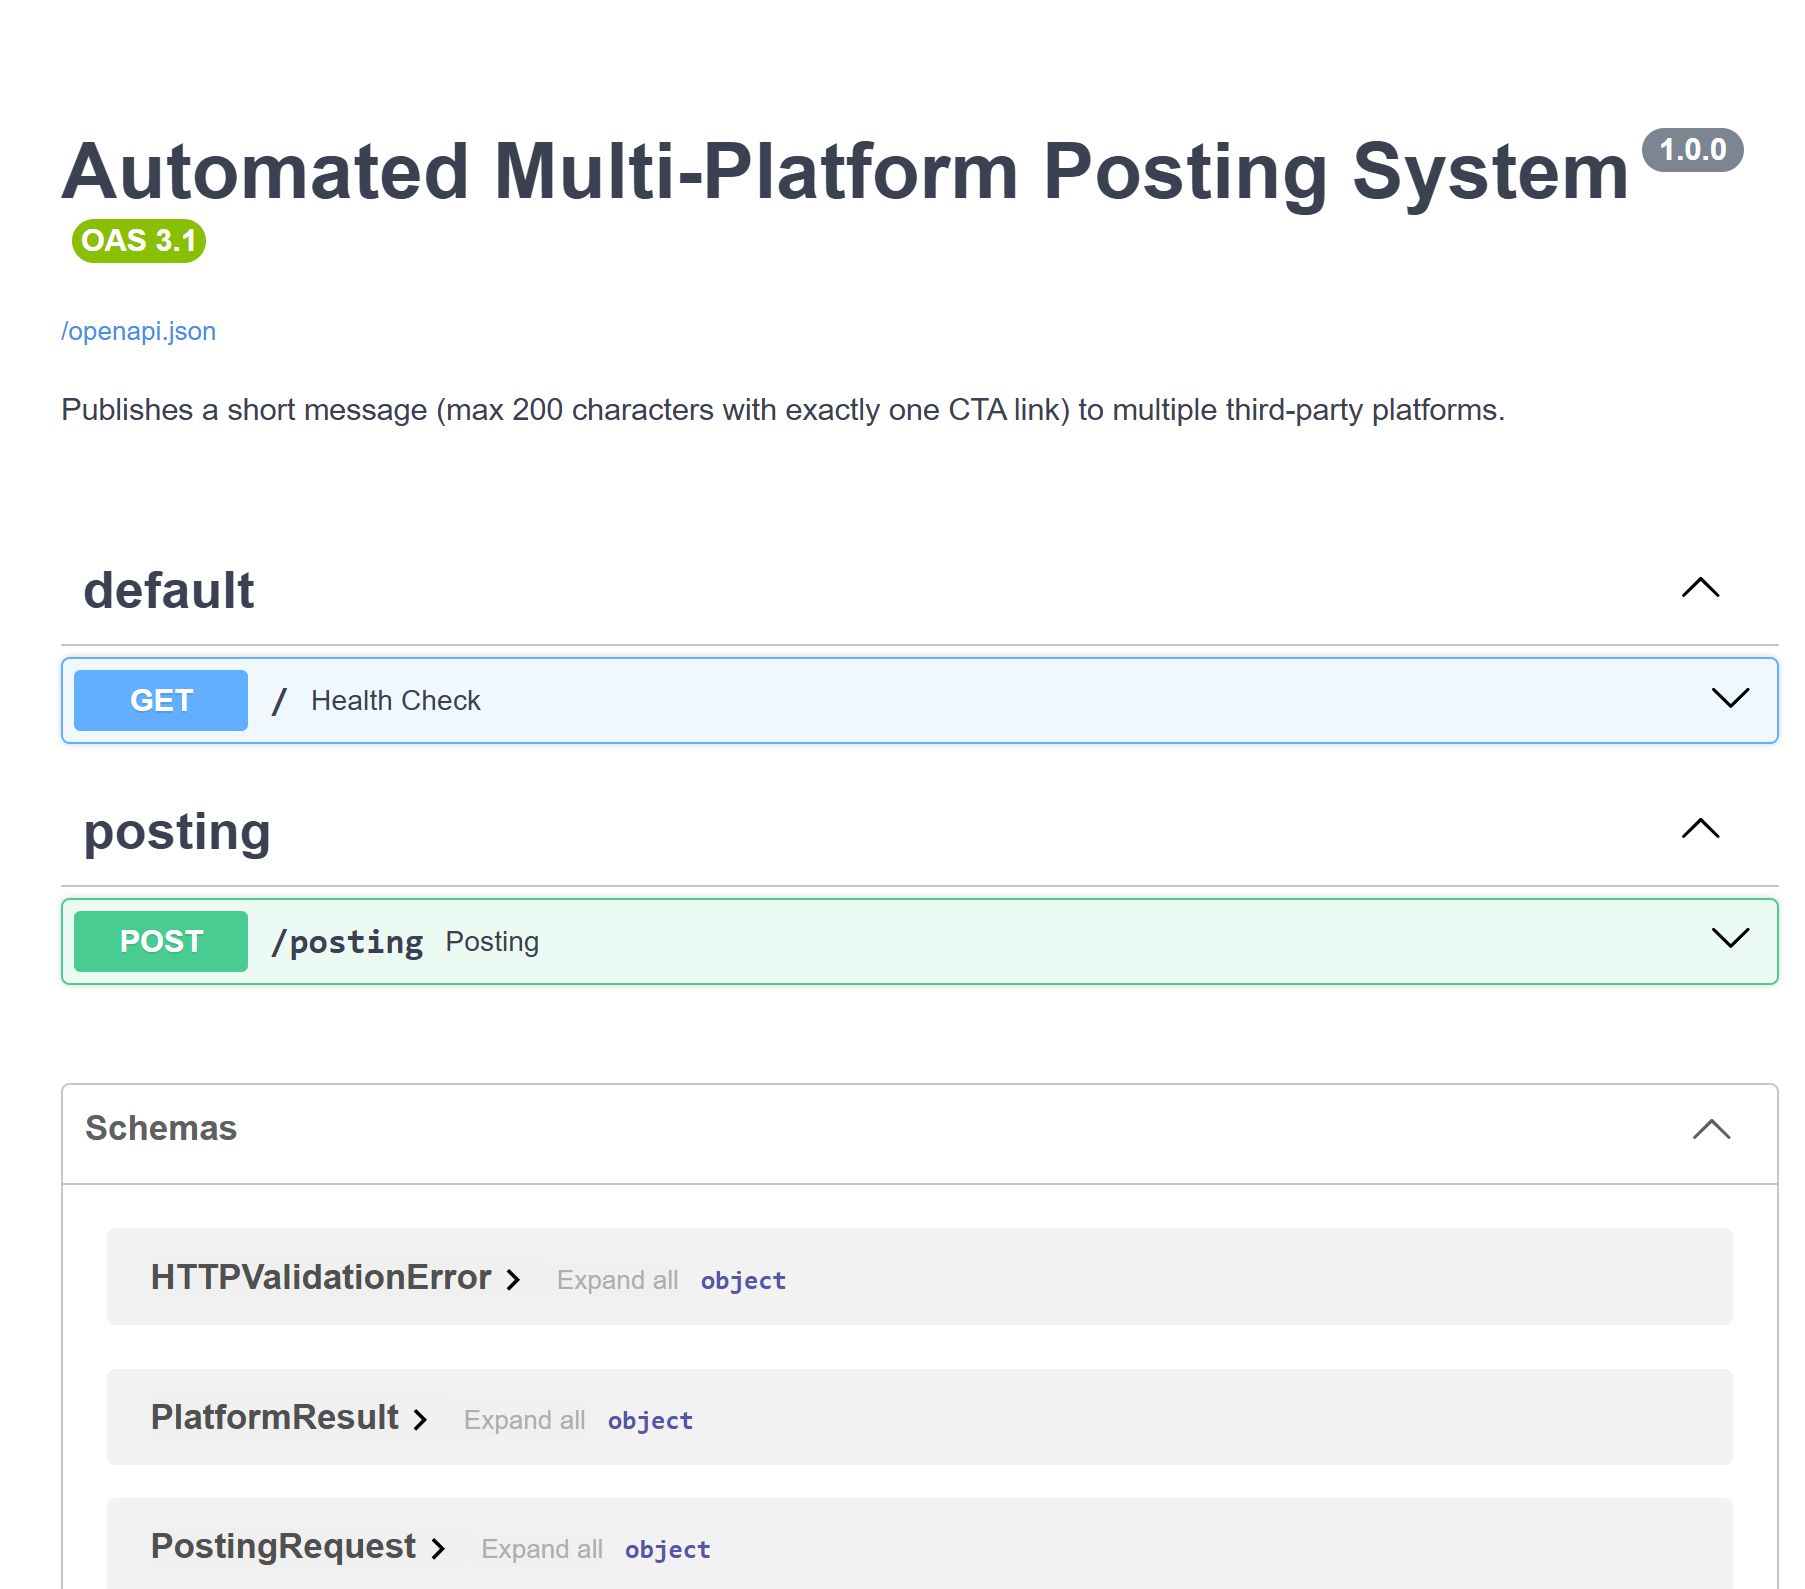 Automated Multi-Platform Posting System 1.0.0
OAS 3.1
/openapi.json
Publishes a short message (max 200 characters with exactly one CTA link) to multiple third-party platforms.
default
GET / Health Check
posting
POST /posting Posting
Schemas
HTTPValidationError Expand all object
PlatformResult Expand all object
PostingRequest Expand all object